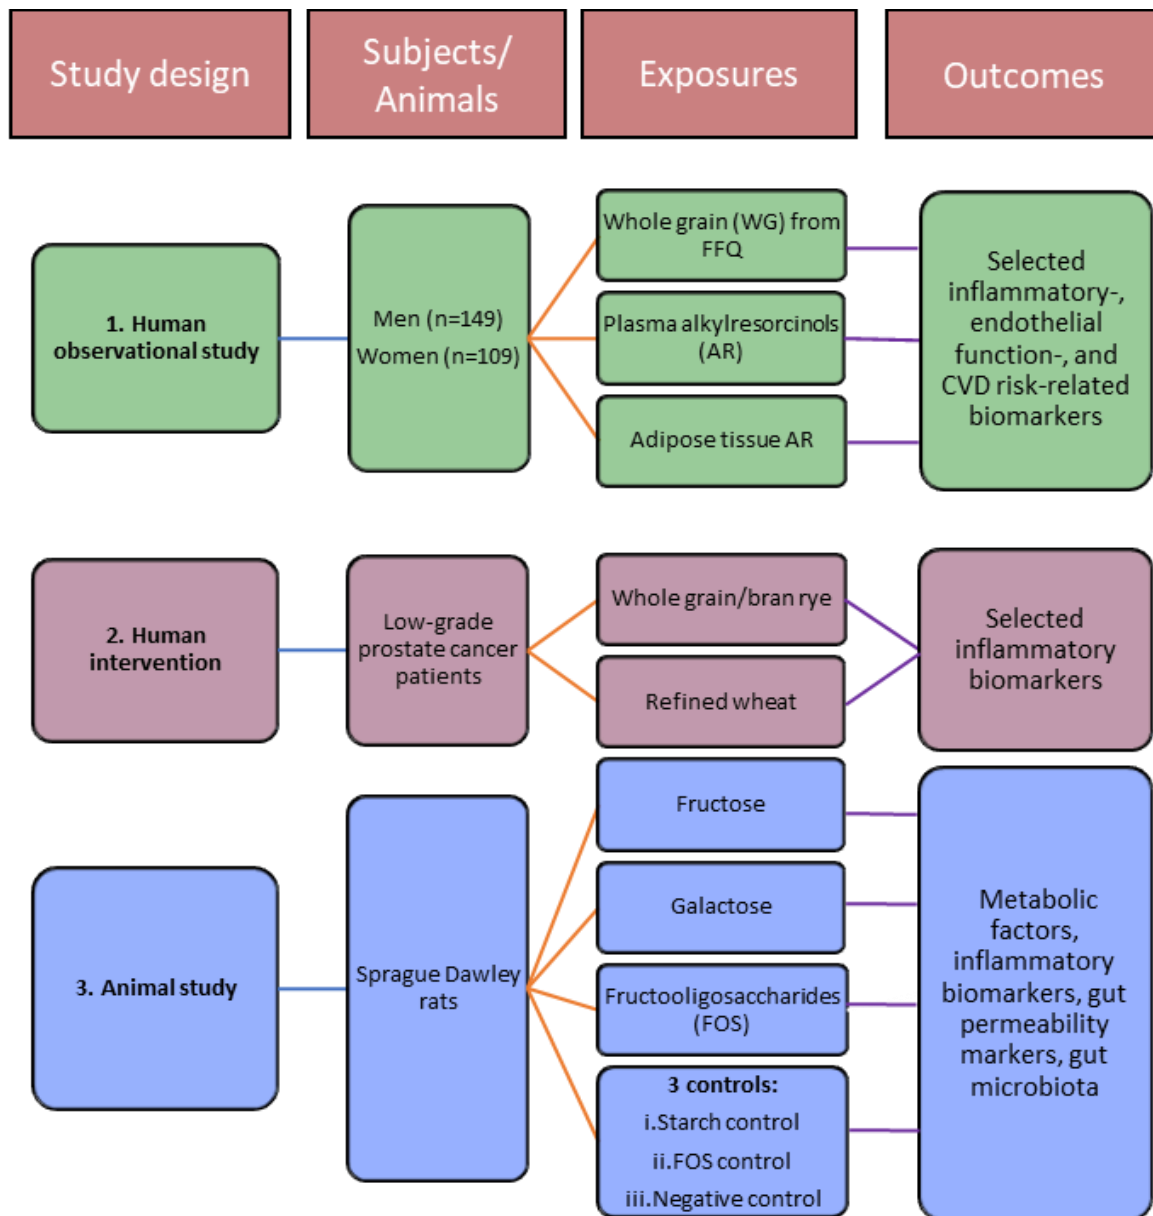 Study design
Subjects/
Animals
Exposures
Outcomes
1. Human
observational study
Men (n=149)
Women (n=109)
Whole grain (WG) from
FFQ
Plasma alkylresorcinols
(AR)
Adipose tissue AR
Selected
inflammatory-,
endothelial
function-, and
CVD risk-related
biomarkers
2. Human
intervention
Low-grade
prostate cancer
patients
Whole grain/bran rye
Refined wheat
Selected
inflammatory
biomarkers
3. Animal study
Sprague Dawley
rats
Fructose
Galactose
Fructooligosaccharides
(FOS)
3 controls:
i.Starch control
ii.FOS control
iii.Negative control
Metabolic
factors,
inflammatory
biomarkers, gut
permeability
markers, gut
microbiota